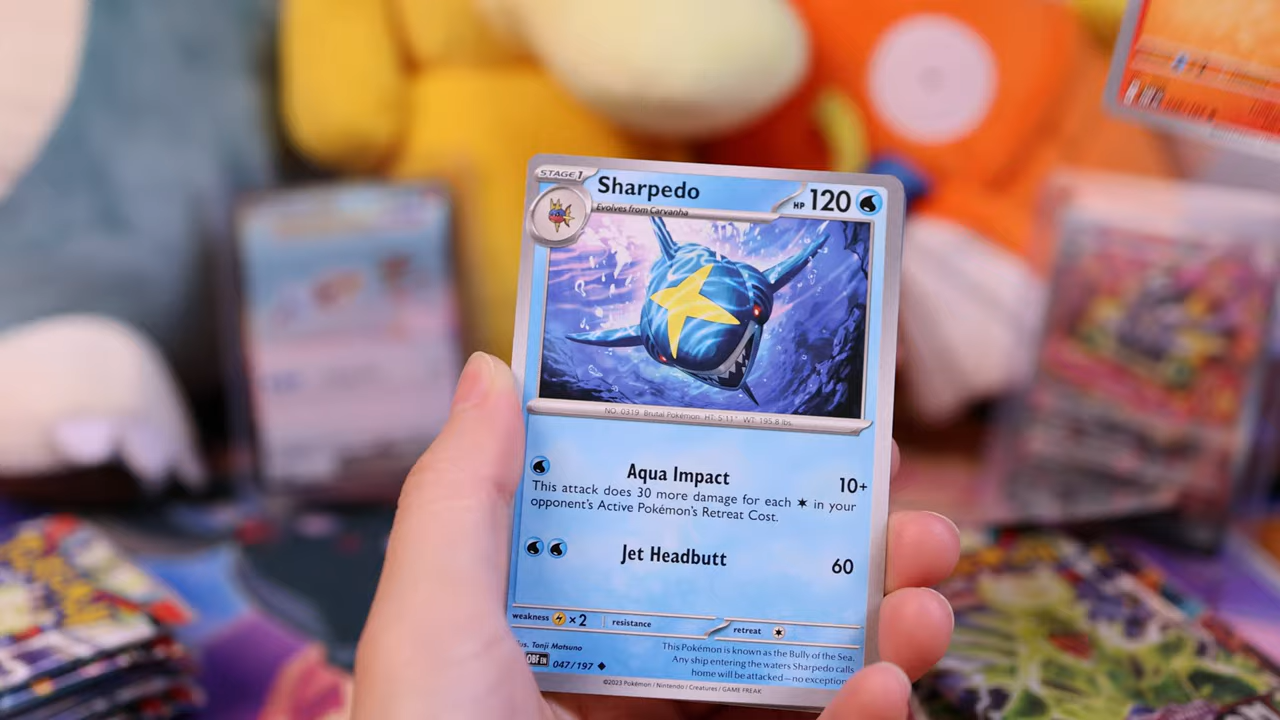 STAGE 1
Sharpedo
HP 120
Evolves from Carvanha
NO. 0319 Brutal Pokémon HT: 5'11" WT: 195.8 lbs.
Aqua Impact 10+
This attack does 30 more damage for each in your
opponent's Active Pokémon's Retreat Cost.
Jet Headbutt 60
weakness ×2 resistance retreat
Illus. Tonji Matsuno
OBF EN 047/197
This Pokémon is known as the Bully of the Sea.
Any ship entering the waters Sharpedo calls
home will be attacked—no exception
©2023 Pokémon / Nintendo / Creatures / GAME FREAK